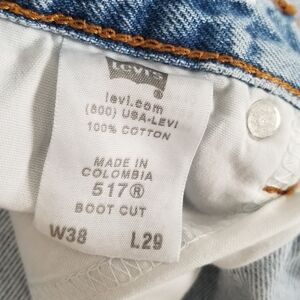 Levi's
levi.com
(800) USA-LEVI
100% COTTON
MADE IN
COLOMBIA
517®
BOOT CUT
W38 L29